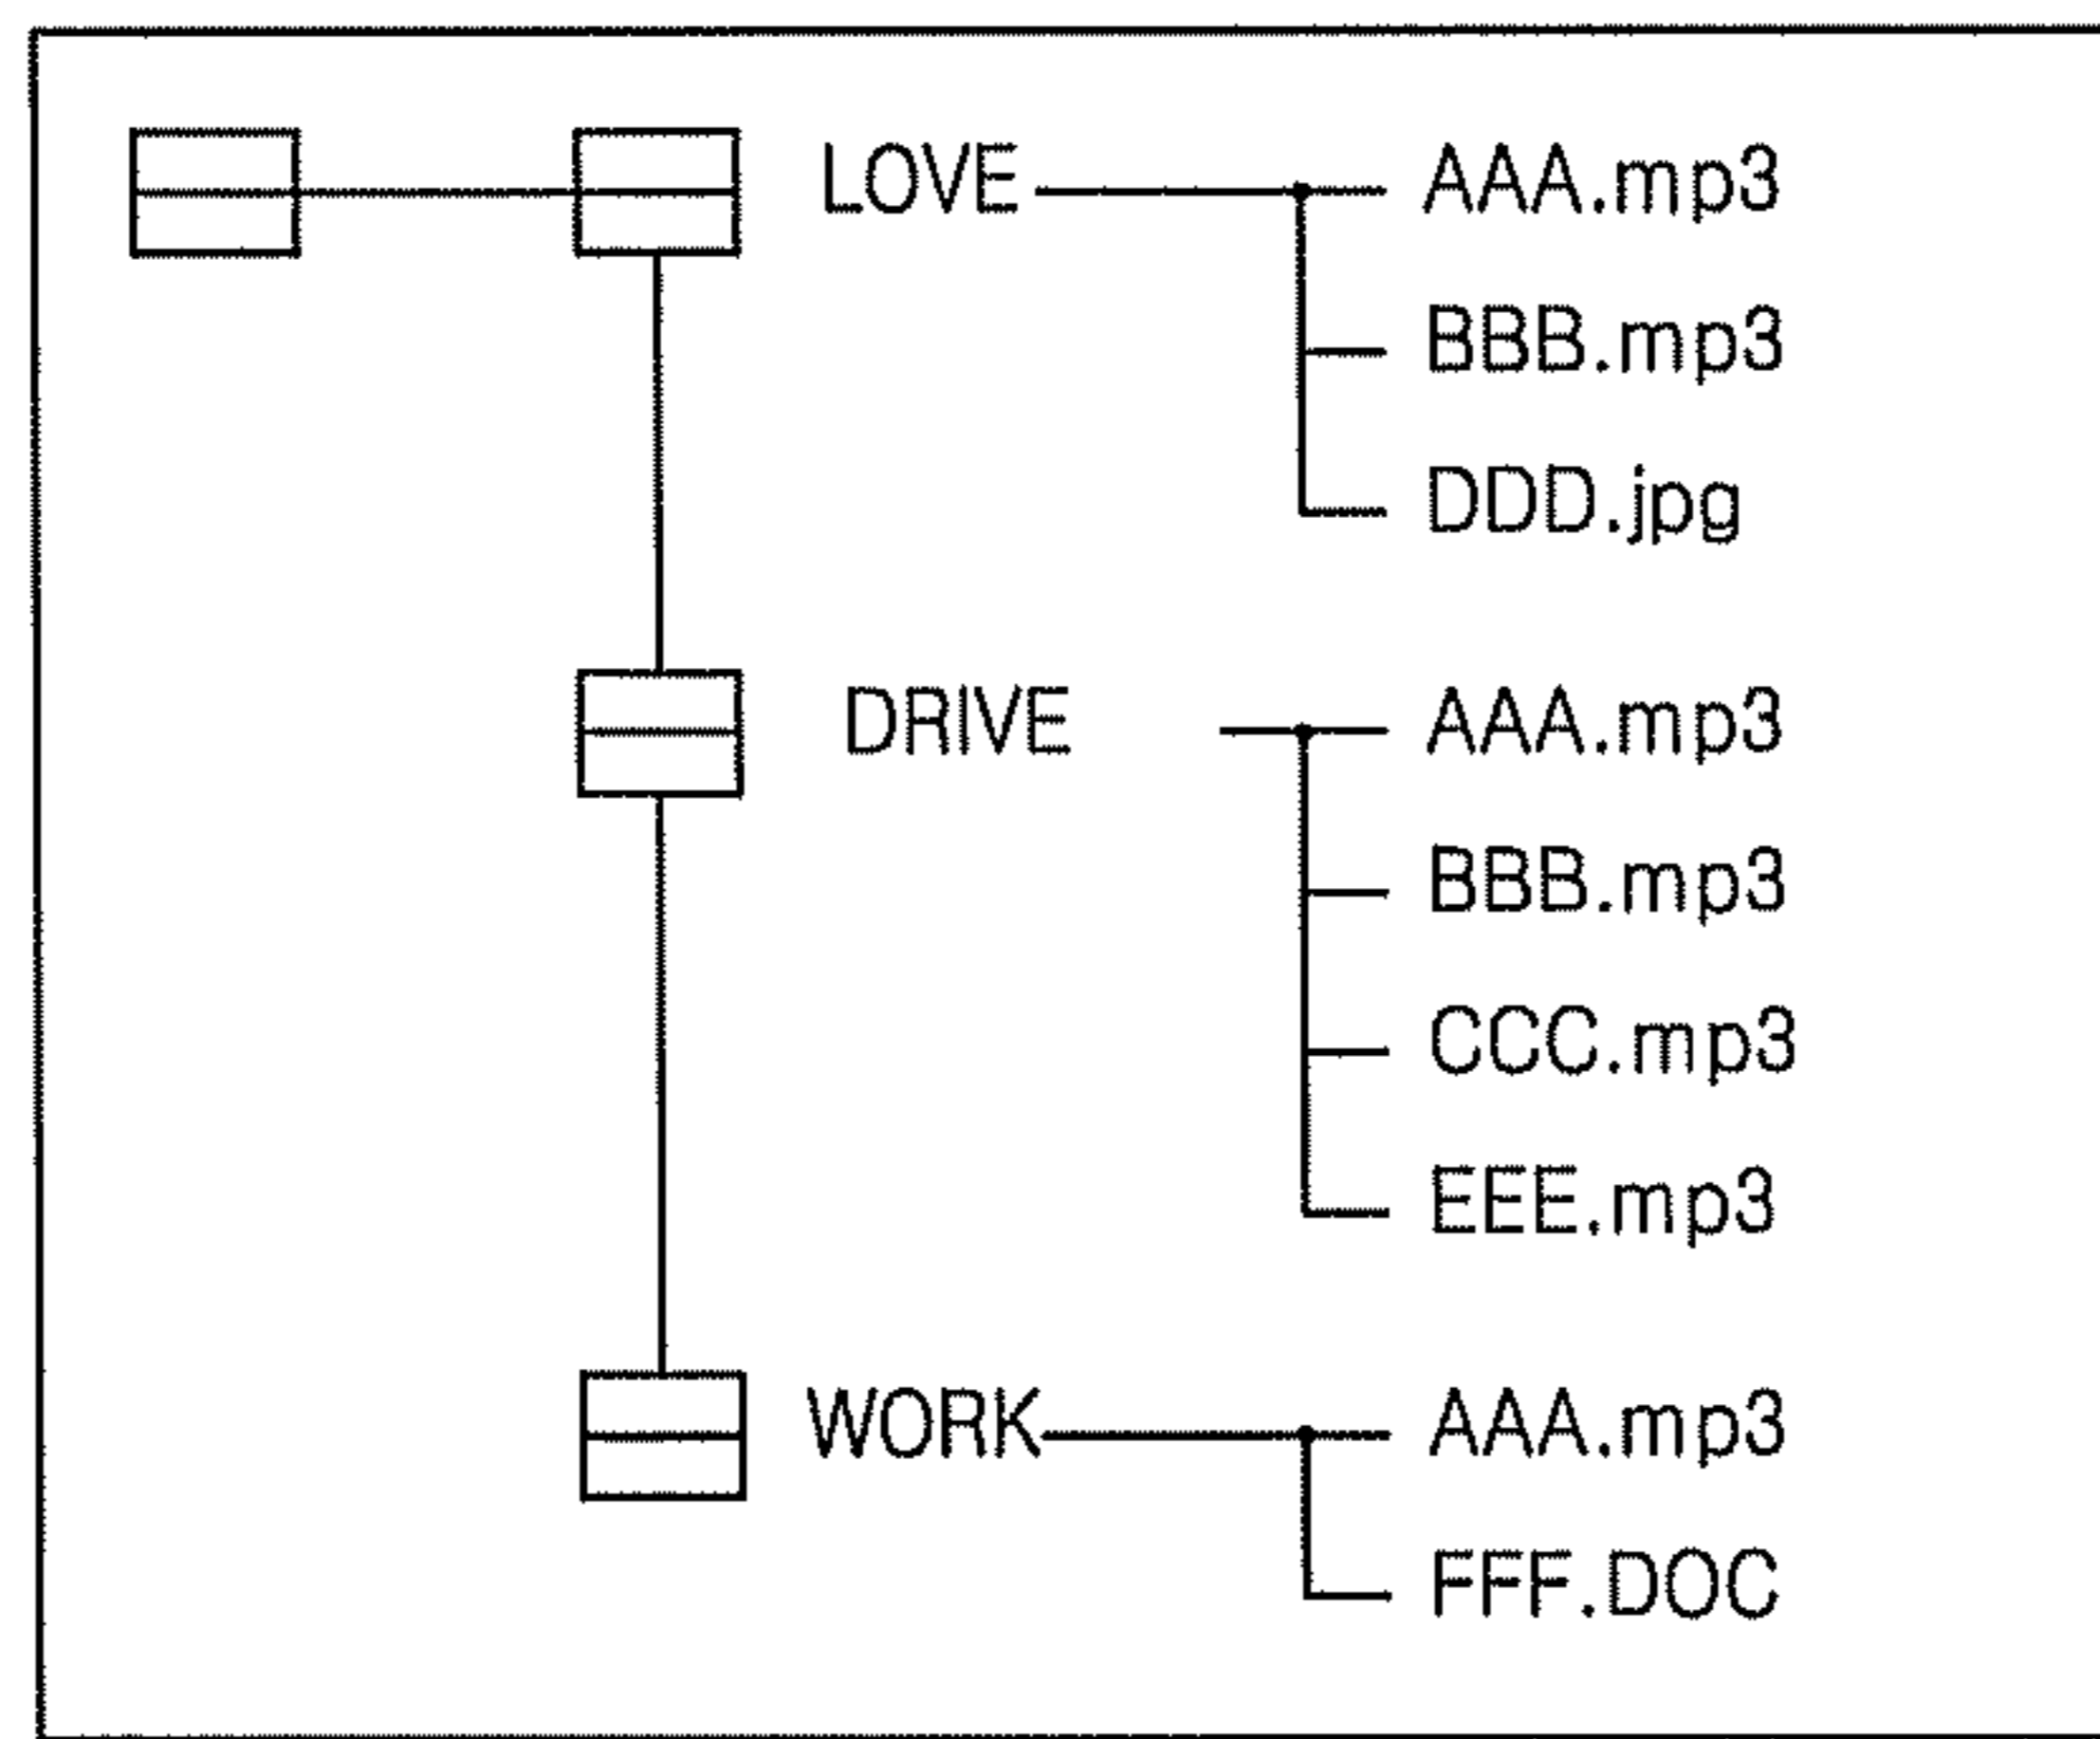 LOVE AAA.mp3
BBB.mp3
DDD.jpg
DRIVE AAA.mp3
BBB.mp3
CCC.mp3
EEE.mp3
WORK AAA.mp3
FFF.DOC